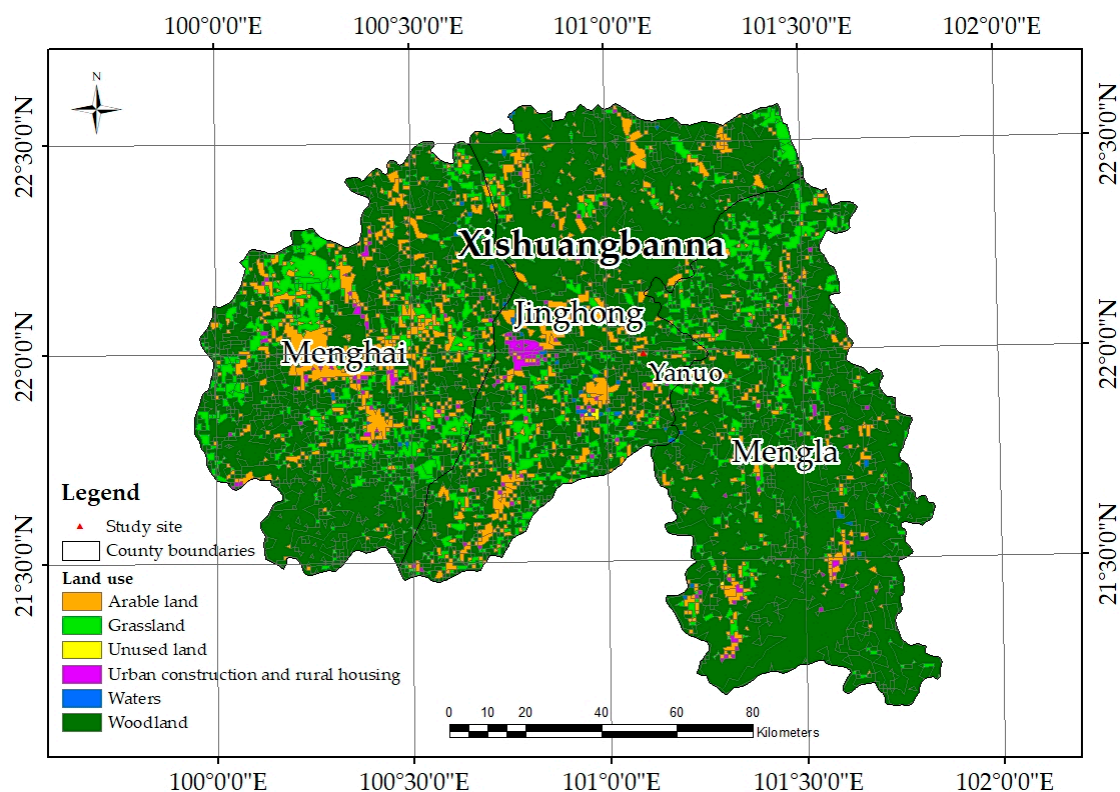 100°0'0"E 100°30'0"E 101°0'0"E 101°30'0"E 102°0'0"E
N
22°30'0"N
22°30'0"N
Xishuangbanna
Jinghong
Menghai
22°0'0"N
22°0'0"N
Yanuo
Mengla
Legend
Study site
County boundaries
21°30'0"N
21°30'0"N
Land use
Arable land
Grassland
Unused land
Urban construction and rural housing
Waters
Woodland
0 10 20 40 60 80
Kilometers
100°0'0"E 100°30'0"E 101°0'0"E 101°30'0"E 102°0'0"E